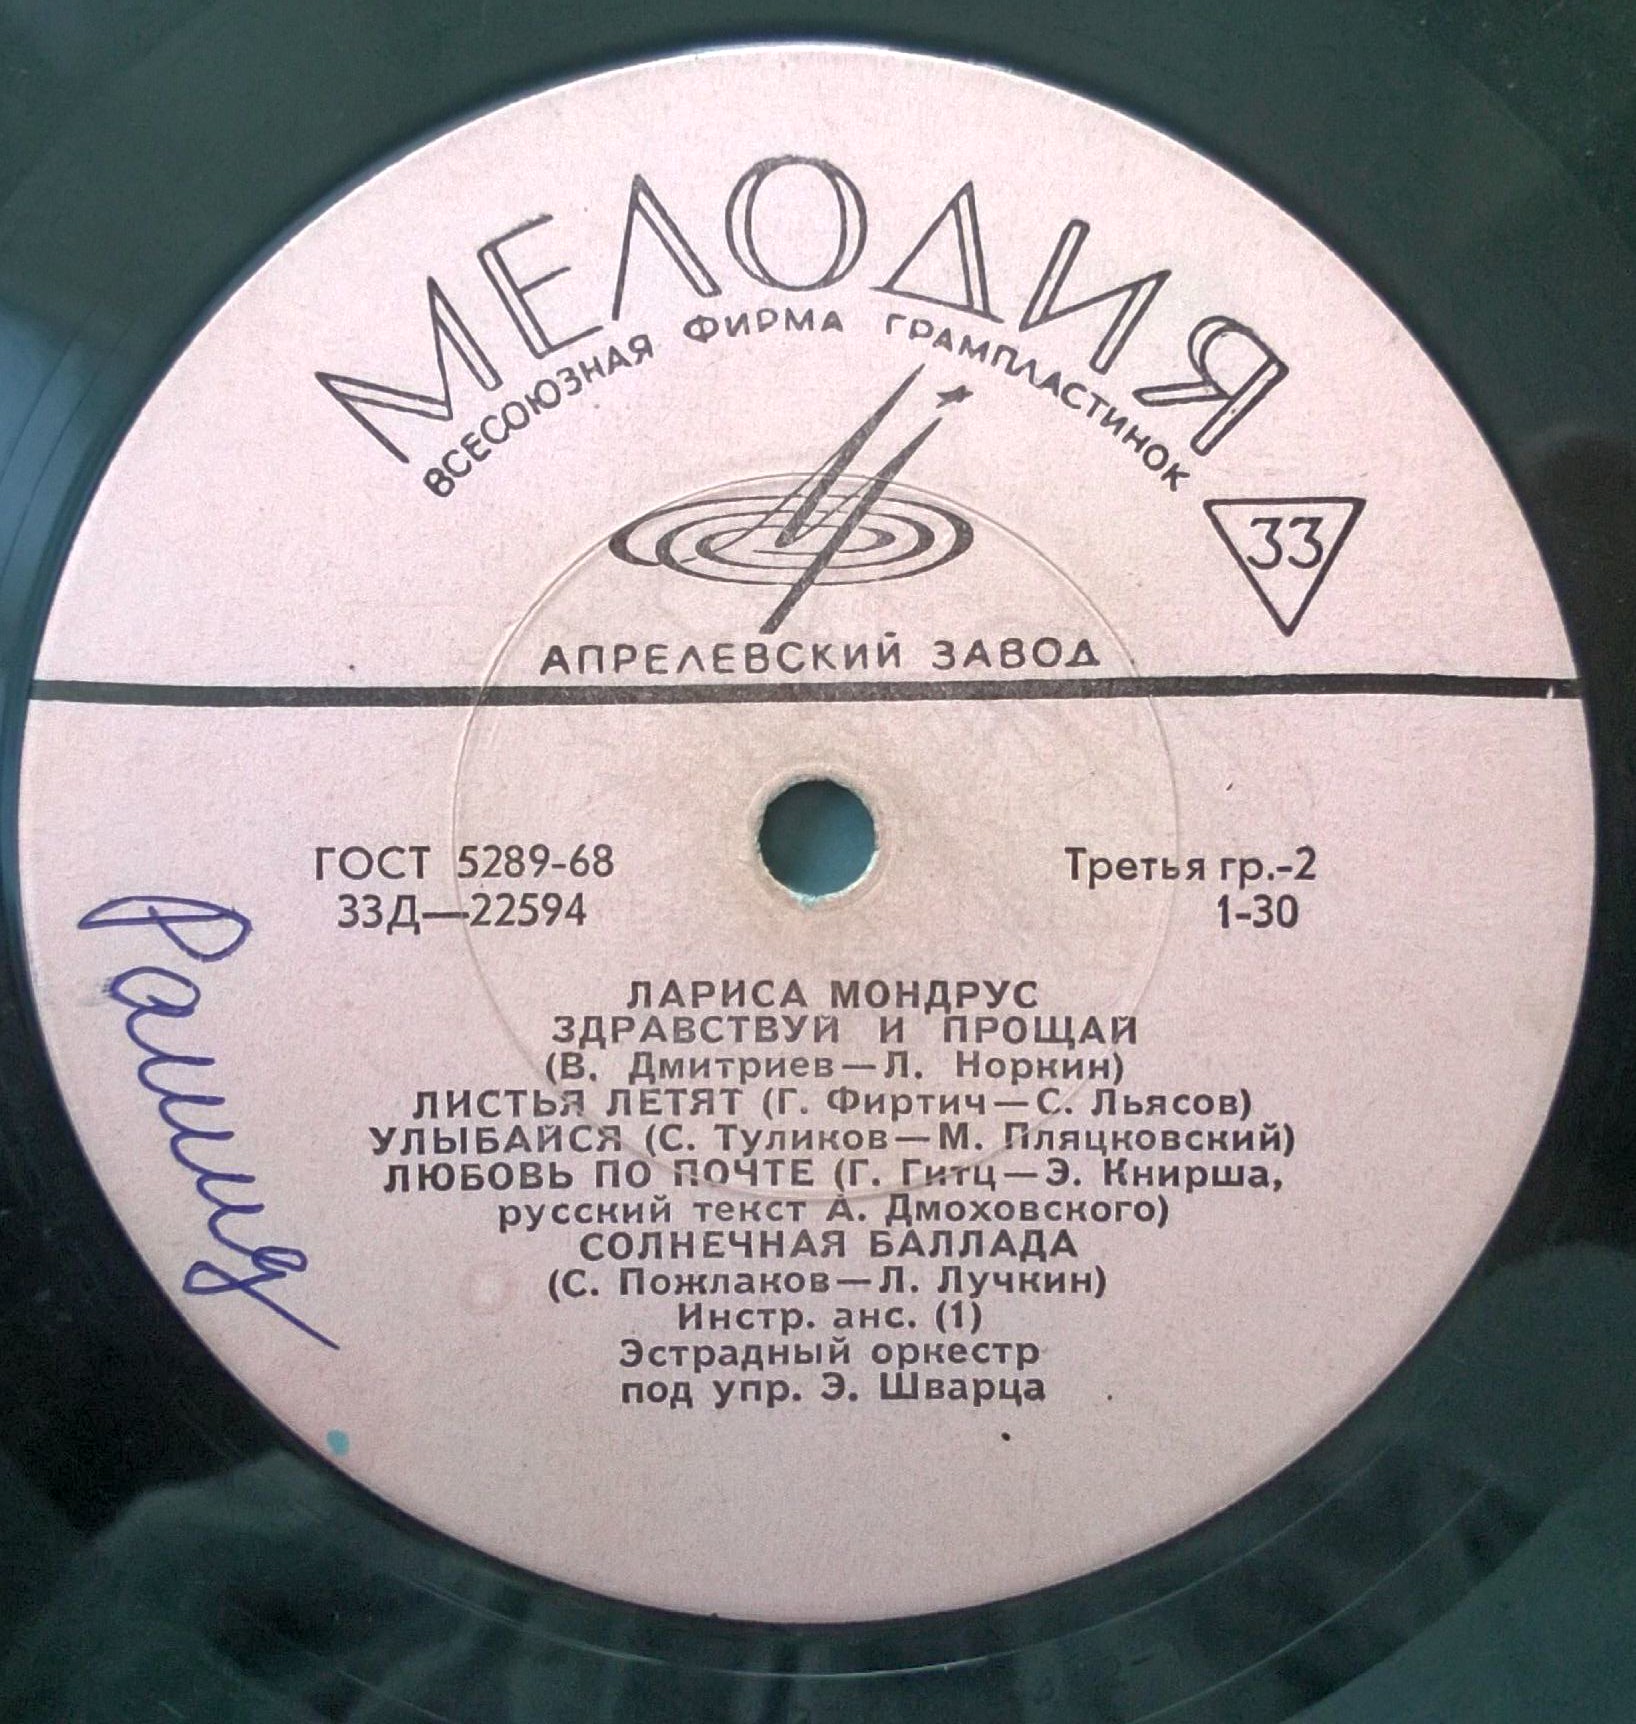 МЕЛОДИЯ
ВСЕСОЮЗНАЯ ФИРМА ГРАМПЛАСТИНОК
33
АПРЕЛЕВСКИЙ ЗАВОД
ГОСТ 5289-68
33Д—22594
Третья гр.-2
1-30
ЛАРИСА МОНДРУС
ЗДРАВСТВУЙ И ПРОЩАЙ
(В. Дмитриев—Л. Норкин)
ЛИСТЬЯ ЛЕТЯТ (Г. Фиртич—С. Льясов)
УЛЫБАЙСЯ (С. Туликов—М. Пляцковский)
ЛЮБОВЬ ПО ПОЧТЕ (Г. Гитц—Э. Книрша,
русский текст А. Дмоховского)
СОЛНЕЧНАЯ БАЛЛАДА
(С. Пожлаков—Л. Лучкин)
Инстр. анс. (1)
Эстрадный оркестр
под упр. Э. Шварца